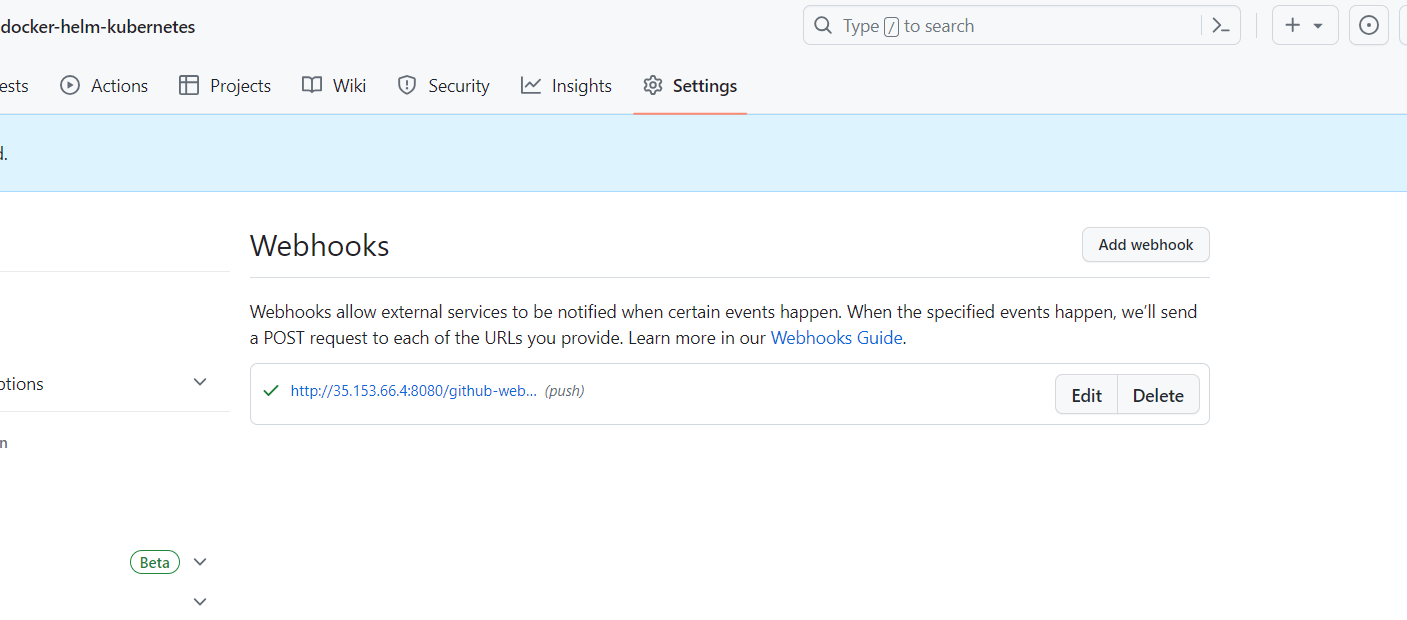 docker-helm-kubernetes
Type / to search
ests Actions Projects Wiki Security Insights Settings
d.
Webhooks
Add webhook
Webhooks allow external services to be notified when certain events happen. When the specified events happen, we’ll send
a POST request to each of the URLs you provide. Learn more in our Webhooks Guide.
http://35.153.66.4:8080/github-web... (push)
Edit Delete
ptions
n
Beta